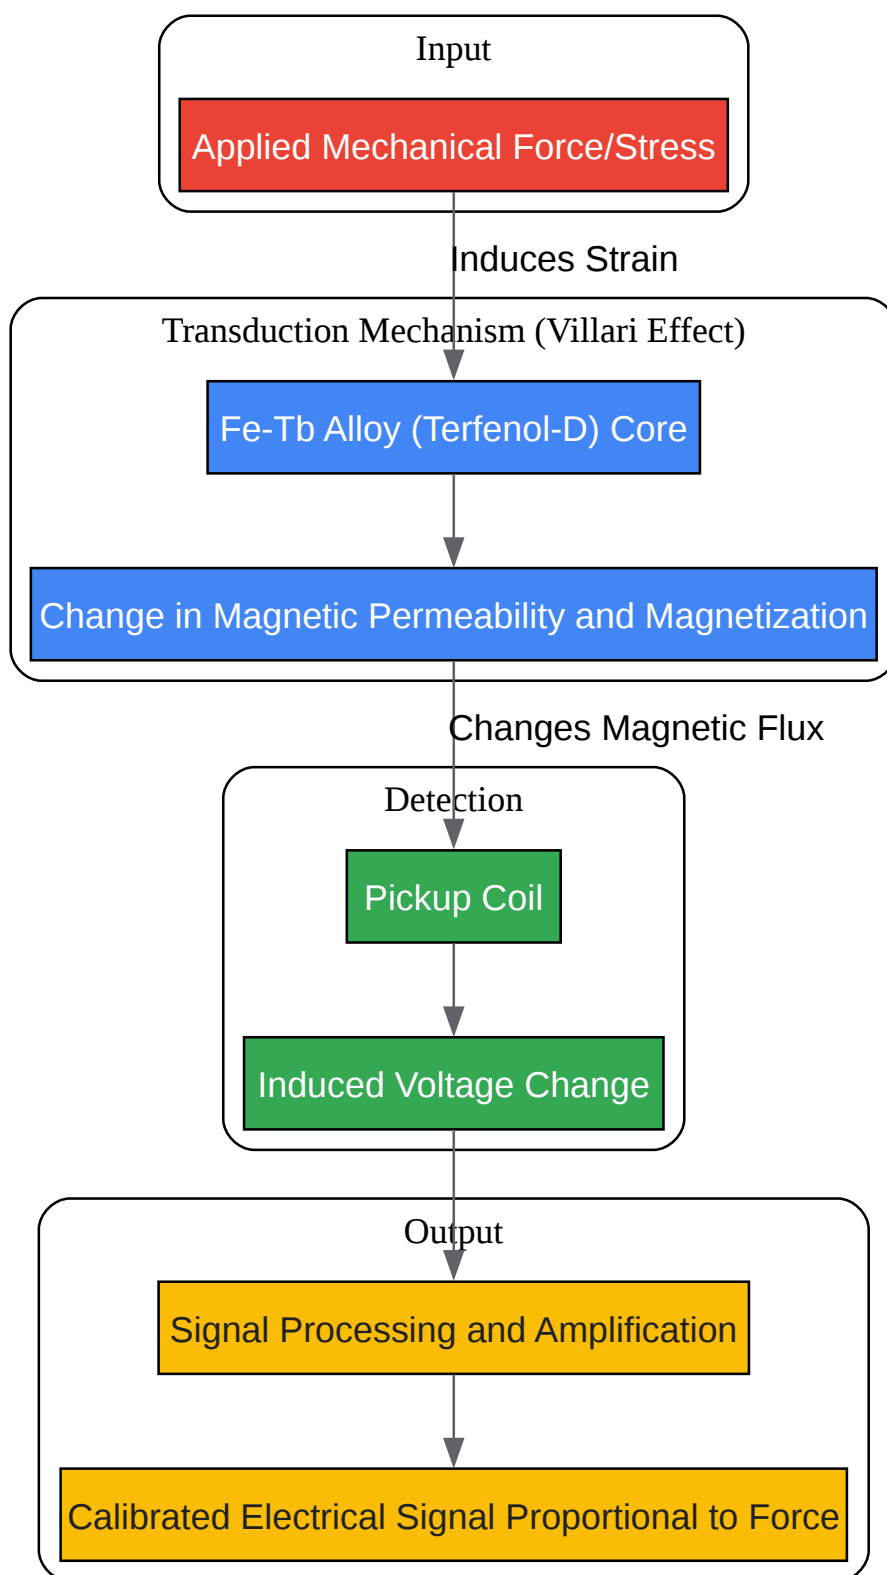 Input
Applied Mechanical Force/Stress
Induces Strain
Transduction Mechanism (Villari Effect)
Fe-Tb Alloy (Terfenol-D) Core
Change in Magnetic Permeability and Magnetization
Changes Magnetic Flux
Detection
Pickup Coil
Induced Voltage Change
Output
Signal Processing and Amplification
Calibrated Electrical Signal Proportional to Force